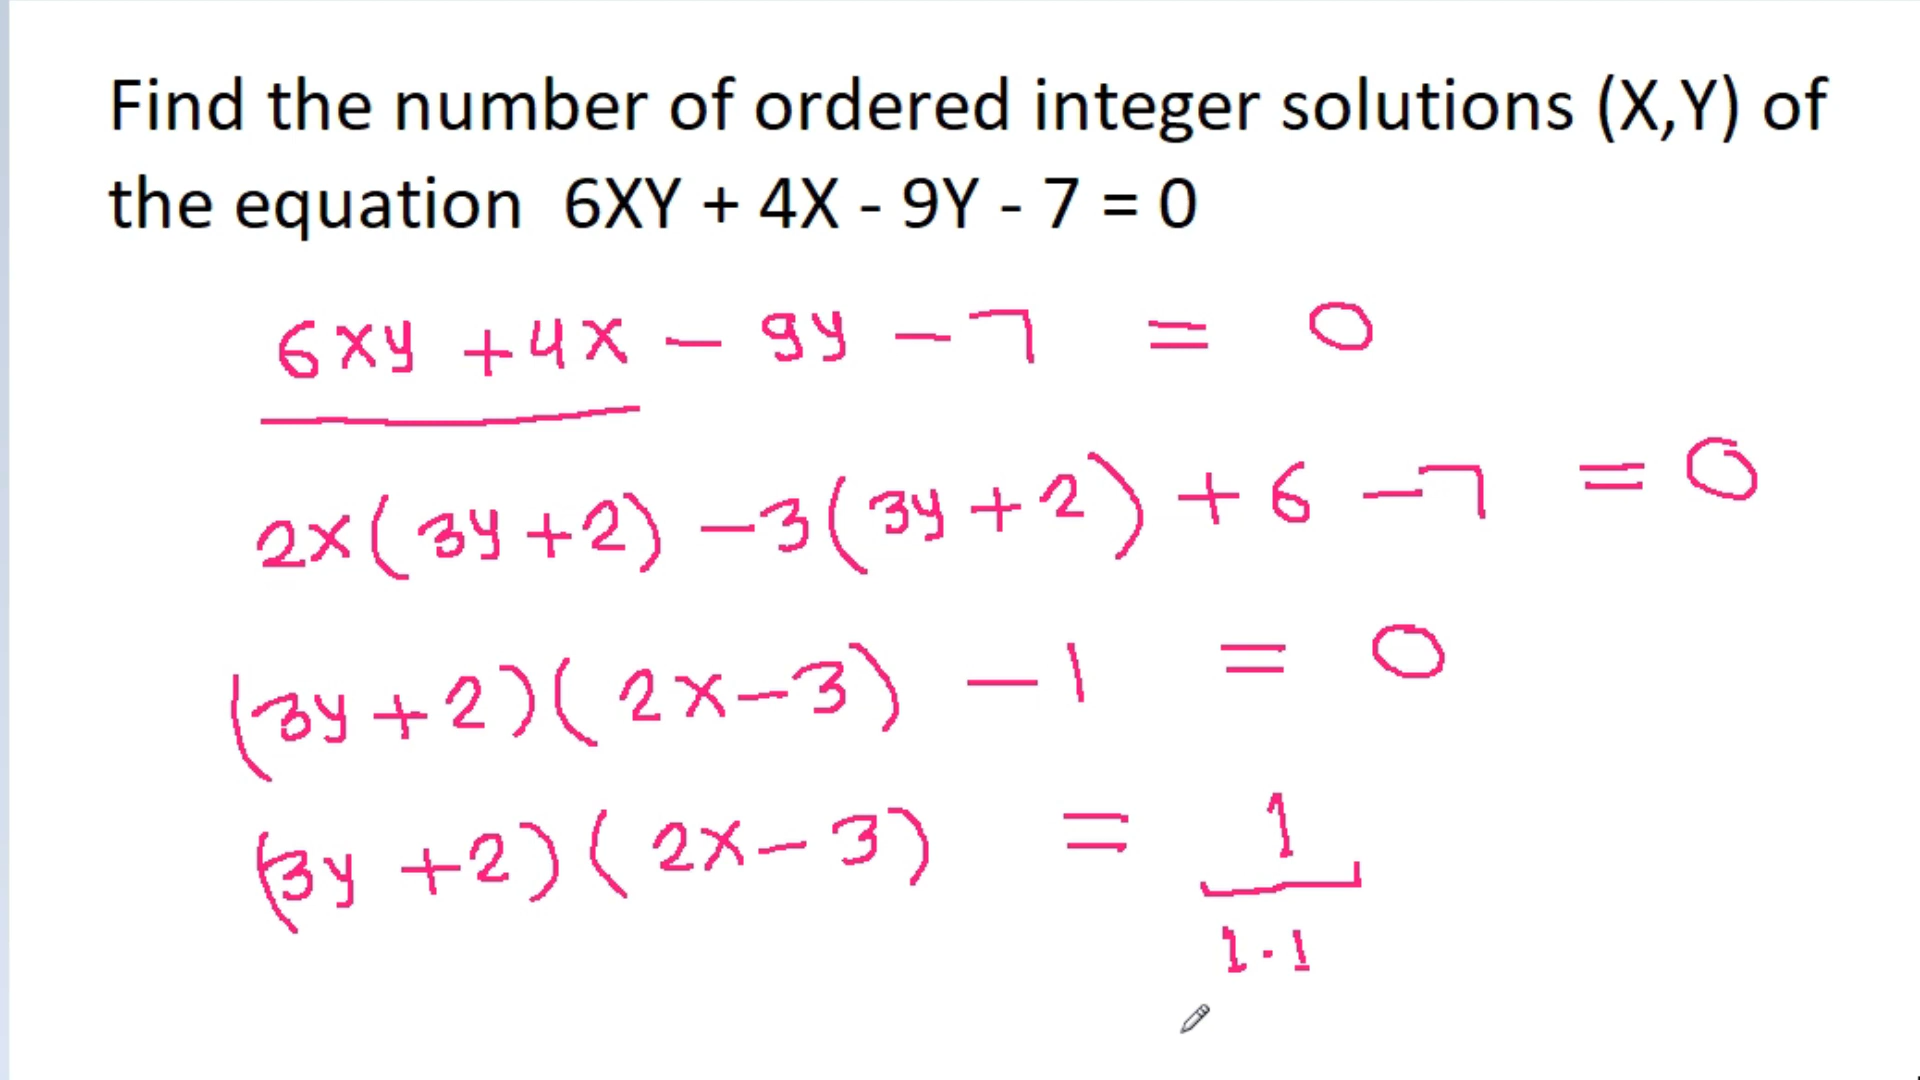 Find the number of ordered integer solutions (X,Y) of
the equation 6XY + 4X - 9Y - 7 = 0
6xy + 4x - 9y - 7 = 0
2x(3y+2) - 3(3y+2) + 6 - 7 = 0
(3y+2)(2x-3) - 1 = 0
(3y+2)(2x-3) = 1
1.1